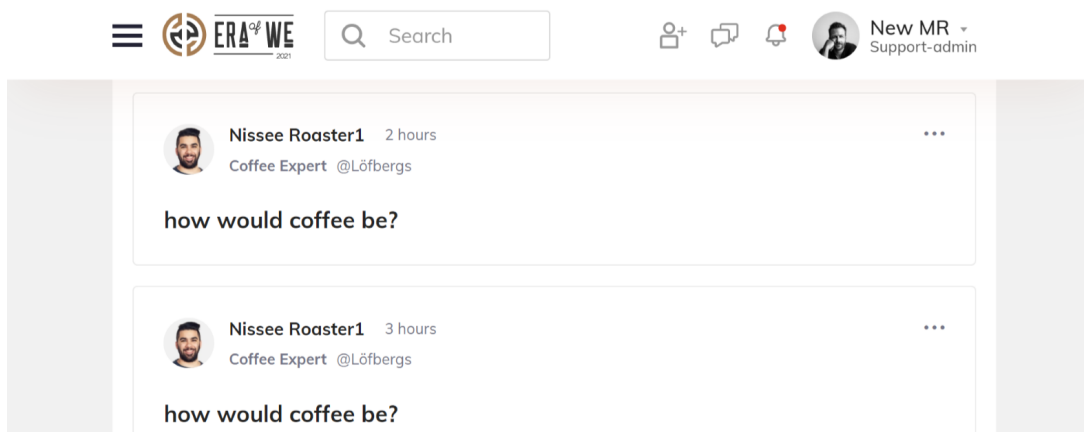 ERA of WE
2021
Search
New MR
Support-admin
Nissee Roaster1 2 hours
Coffee Expert @Löfbergs
how would coffee be?
Nissee Roaster1 3 hours
Coffee Expert @Löfbergs
how would coffee be?